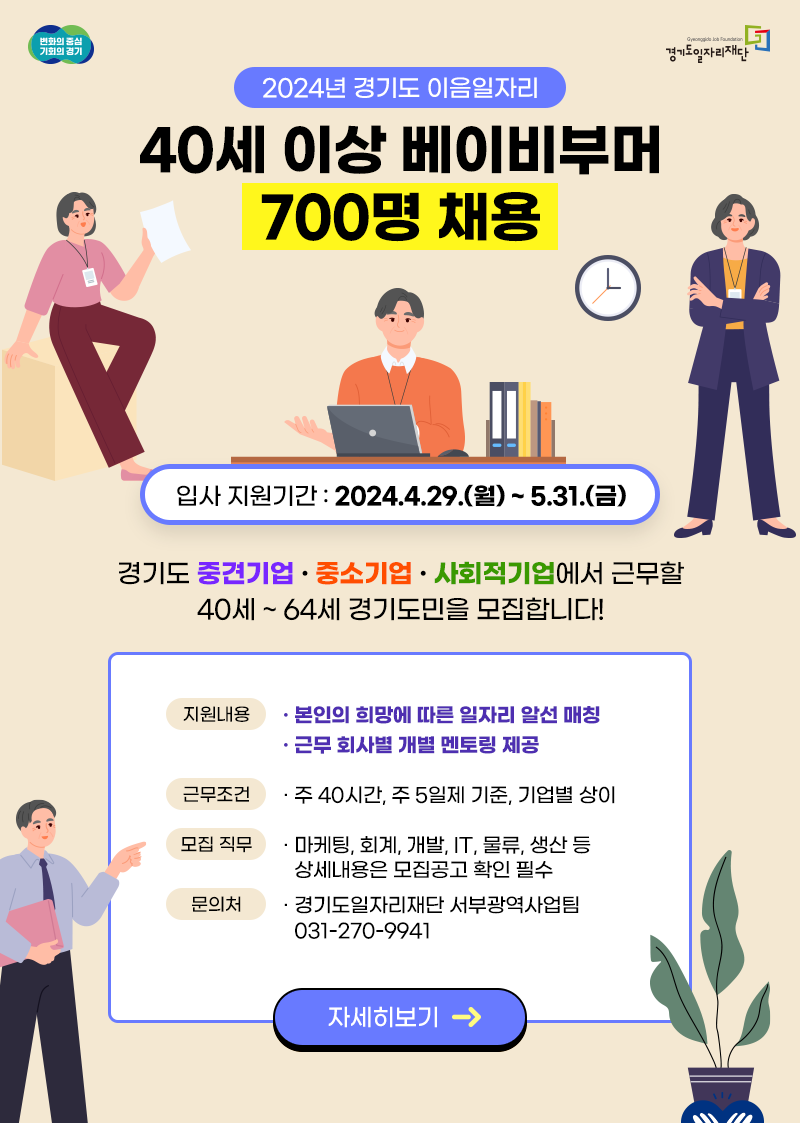 변화의 중심
기회의 경기
Gyeonggido Job Foundation
경기도일자리재단
2024년 경기도 이음일자리
40세 이상 베이비부머
700명 채용
입사 지원기간 : 2024.4.29.(월) ~ 5.31.(금)
경기도 중견기업 · 중소기업 · 사회적기업에서 근무할
40세 ~ 64세 경기도민을 모집합니다!
지원내용
· 본인의 희망에 따른 일자리 알선 매칭
· 근무 회사별 개별 멘토링 제공
근무조건
· 주 40시간, 주 5일제 기준, 기업별 상이
모집 직무
· 마케팅, 회계, 개발, IT, 물류, 생산 등
상세내용은 모집공고 확인 필수
문의처
· 경기도일자리재단 서부광역사업팀
031-270-9941
자세히보기